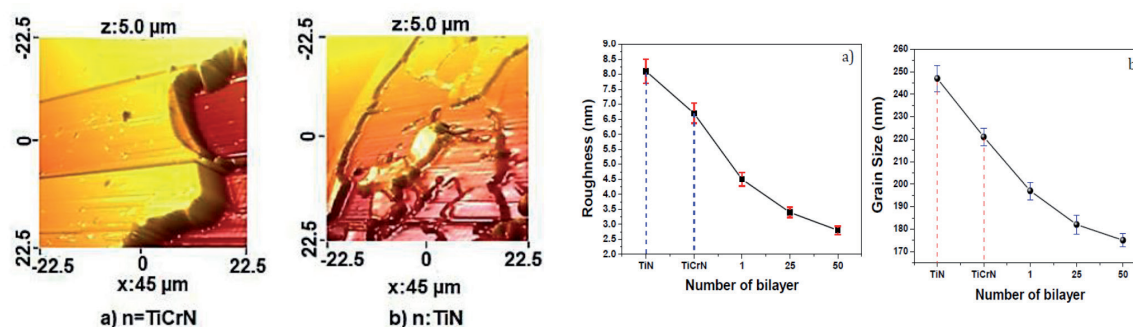 z:5.0 µm
-22.5
0
22.5
-22.5 0 22.5
x:45 µm
a) n=TiCrN
z:5.0 µm
-22.5
0
22.5
-22.5 0 22.5
x:45 µm
b) n:TiN
a)
Roughness (nm)
9.0
8.5
8.0
7.5
7.0
6.5
6.0
5.5
5.0
4.5
4.0
3.5
3.0
2.5
2.0
TiN TiCrN 1 25 50
Number of bilayer
b
Grain Size (nm)
260
250
240
230
220
210
200
190
180
170
TiN TiCrN 1 25 50
Number of bilayer